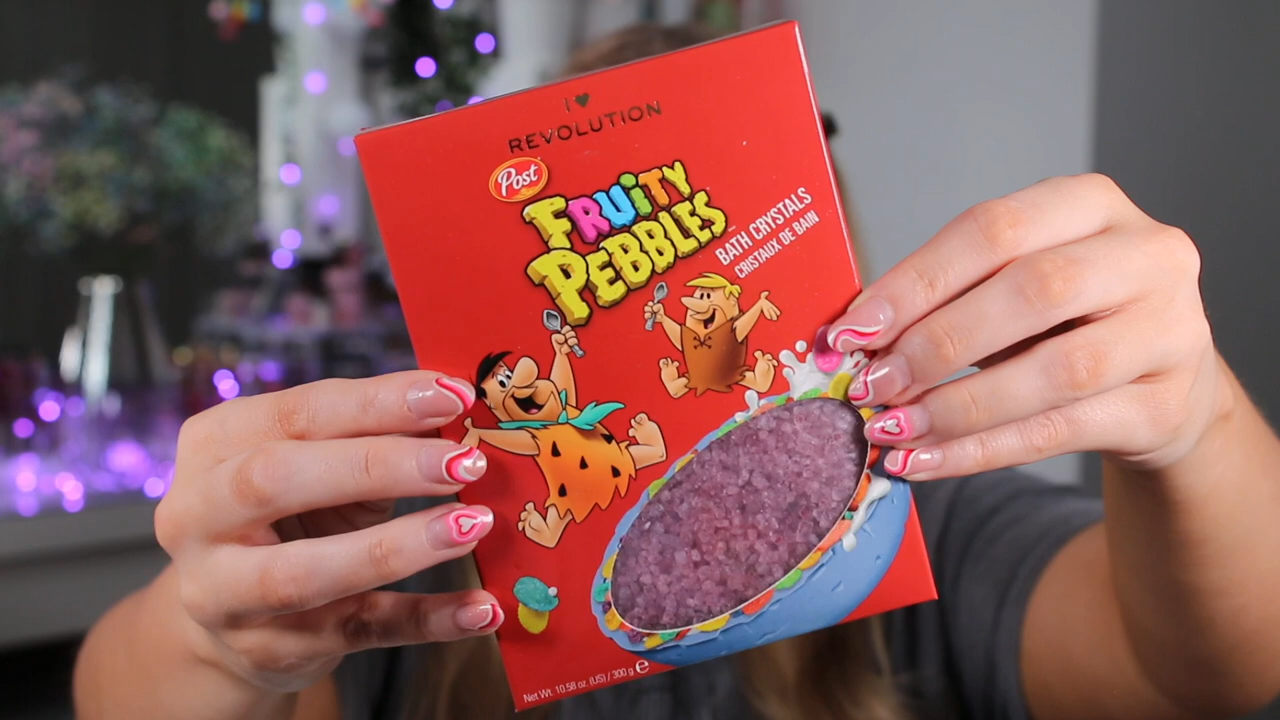 I ♥
REVOLUTION
Post
FRUITY
PEBBLES
BATH CRYSTALS
CRISTAUX DE BAIN
Net Wt. 10.58 oz. (US) / 300 g e